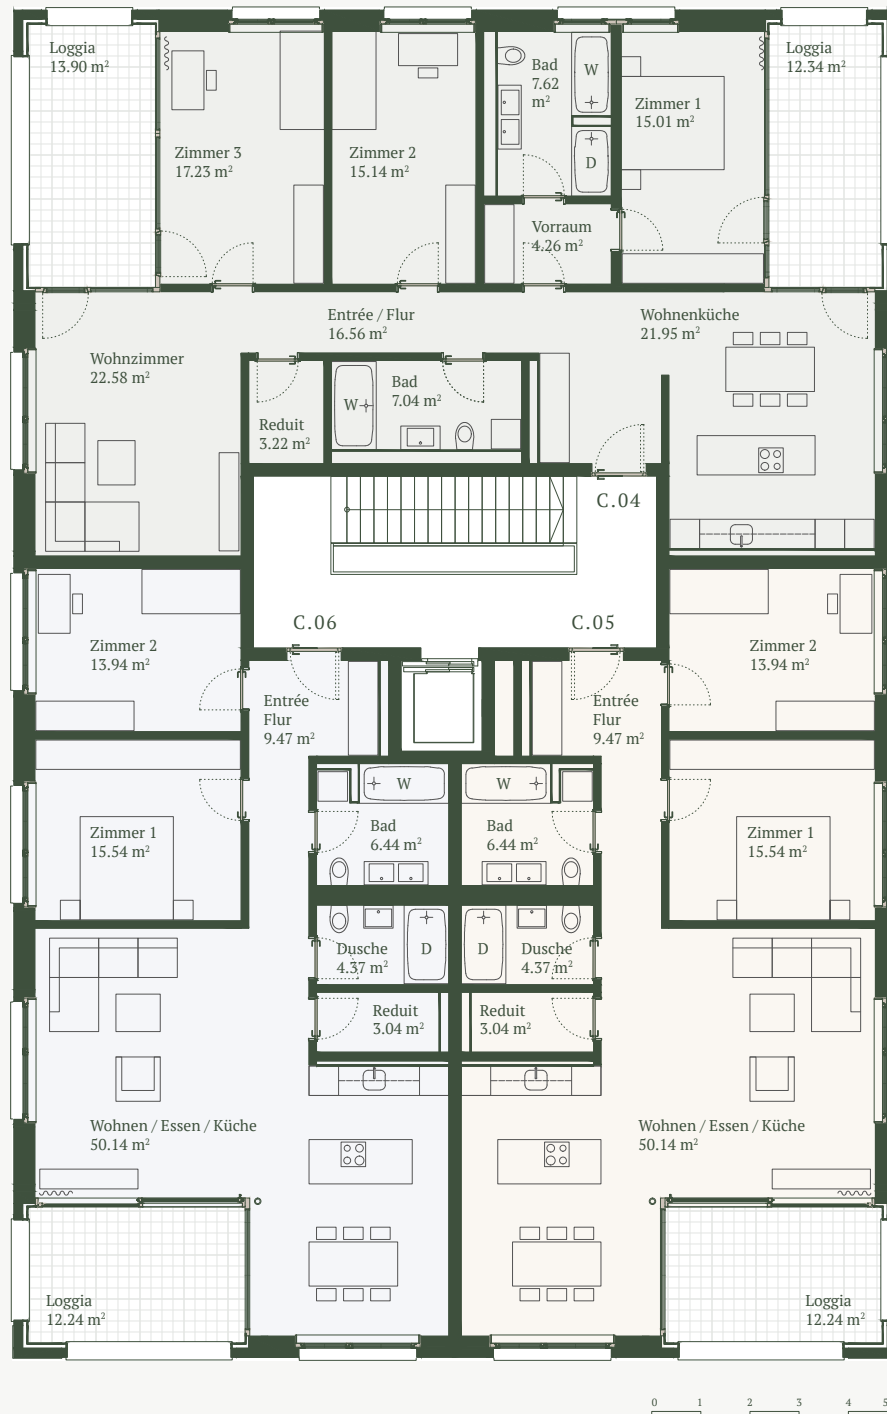 Loggia
13.90 m²
Zimmer 3
17.23 m²
Zimmer 2
15.14 m²
Bad
7.62
m²
W
D
Zimmer 1
15.01 m²
Loggia
12.34 m²
Vorraum
4.26 m²
Entrée / Flur
16.56 m²
Wohnenküche
21.95 m²
Wohnzimmer
22.58 m²
Reduit
3.22 m²
W
Bad
7.04 m²
C.04
C.06
C.05
Zimmer 2
13.94 m²
Zimmer 2
13.94 m²
Entrée
Flur
9.47 m²
Entrée
Flur
9.47 m²
W
W
Zimmer 1
15.54 m²
Bad
6.44 m²
Bad
6.44 m²
Zimmer 1
15.54 m²
Dusche
4.37 m²
D
D
Dusche
4.37 m²
Reduit
3.04 m²
Reduit
3.04 m²
Wohnen / Essen / Küche
50.14 m²
Wohnen / Essen / Küche
50.14 m²
Loggia
12.24 m²
Loggia
12.24 m²
0 1 2 3 4 5